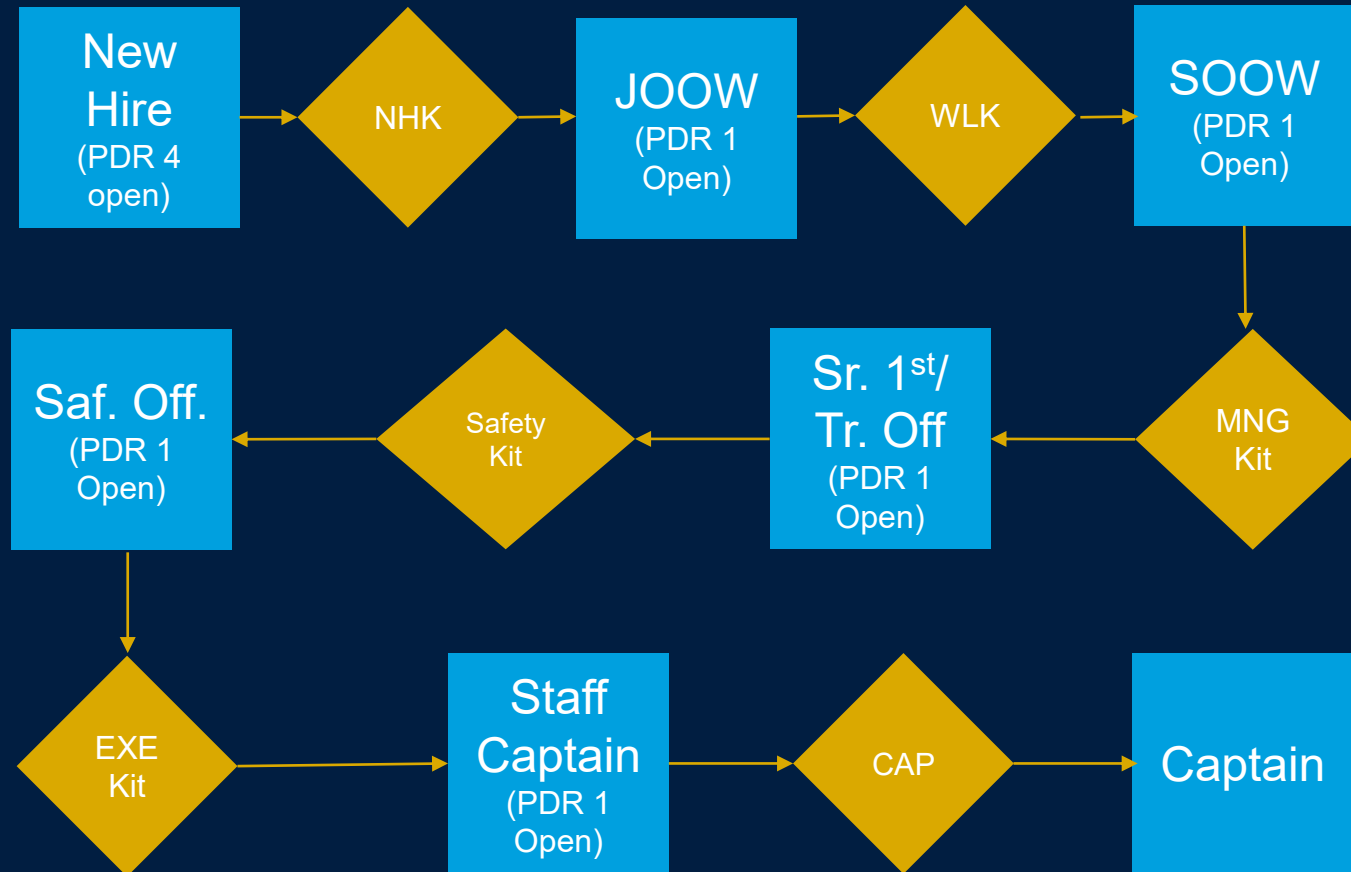 New
Hire
(PDR 4
open)
NHK
JOOW
(PDR 1
Open)
WLK
SOOW
(PDR 1
Open)
MNG
Kit
Sr. 1st/
Tr. Off
(PDR 1
Open)
Safety
Kit
Saf. Off.
(PDR 1
Open)
EXE
Kit
Staff
Captain
(PDR 1
Open)
CAP
Captain